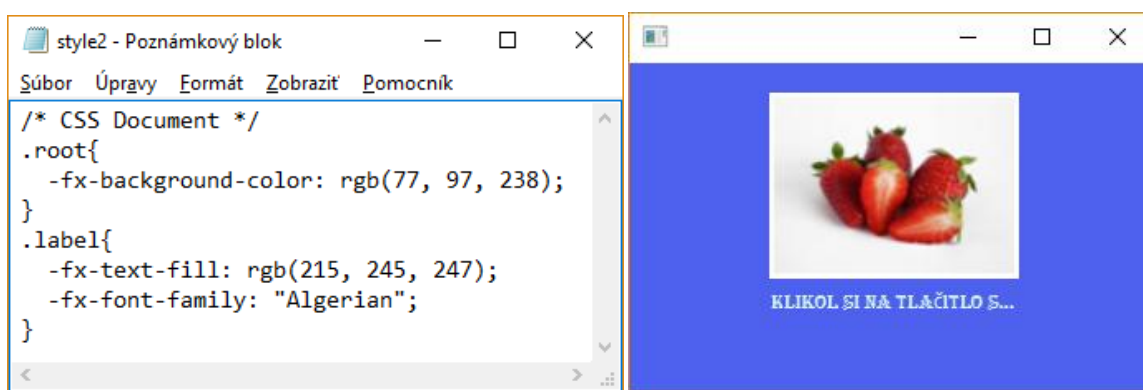 style2 - Poznámkový blok
Súbor Úpravy Formát Zobraziť Pomocník
/* CSS Document */
.root{
  -fx-background-color: rgb(77, 97, 238);
}
.label{
  -fx-text-fill: rgb(215, 245, 247);
  -fx-font-family: "Algerian";
}
KLIKOL SI NA TLAČITLO S...